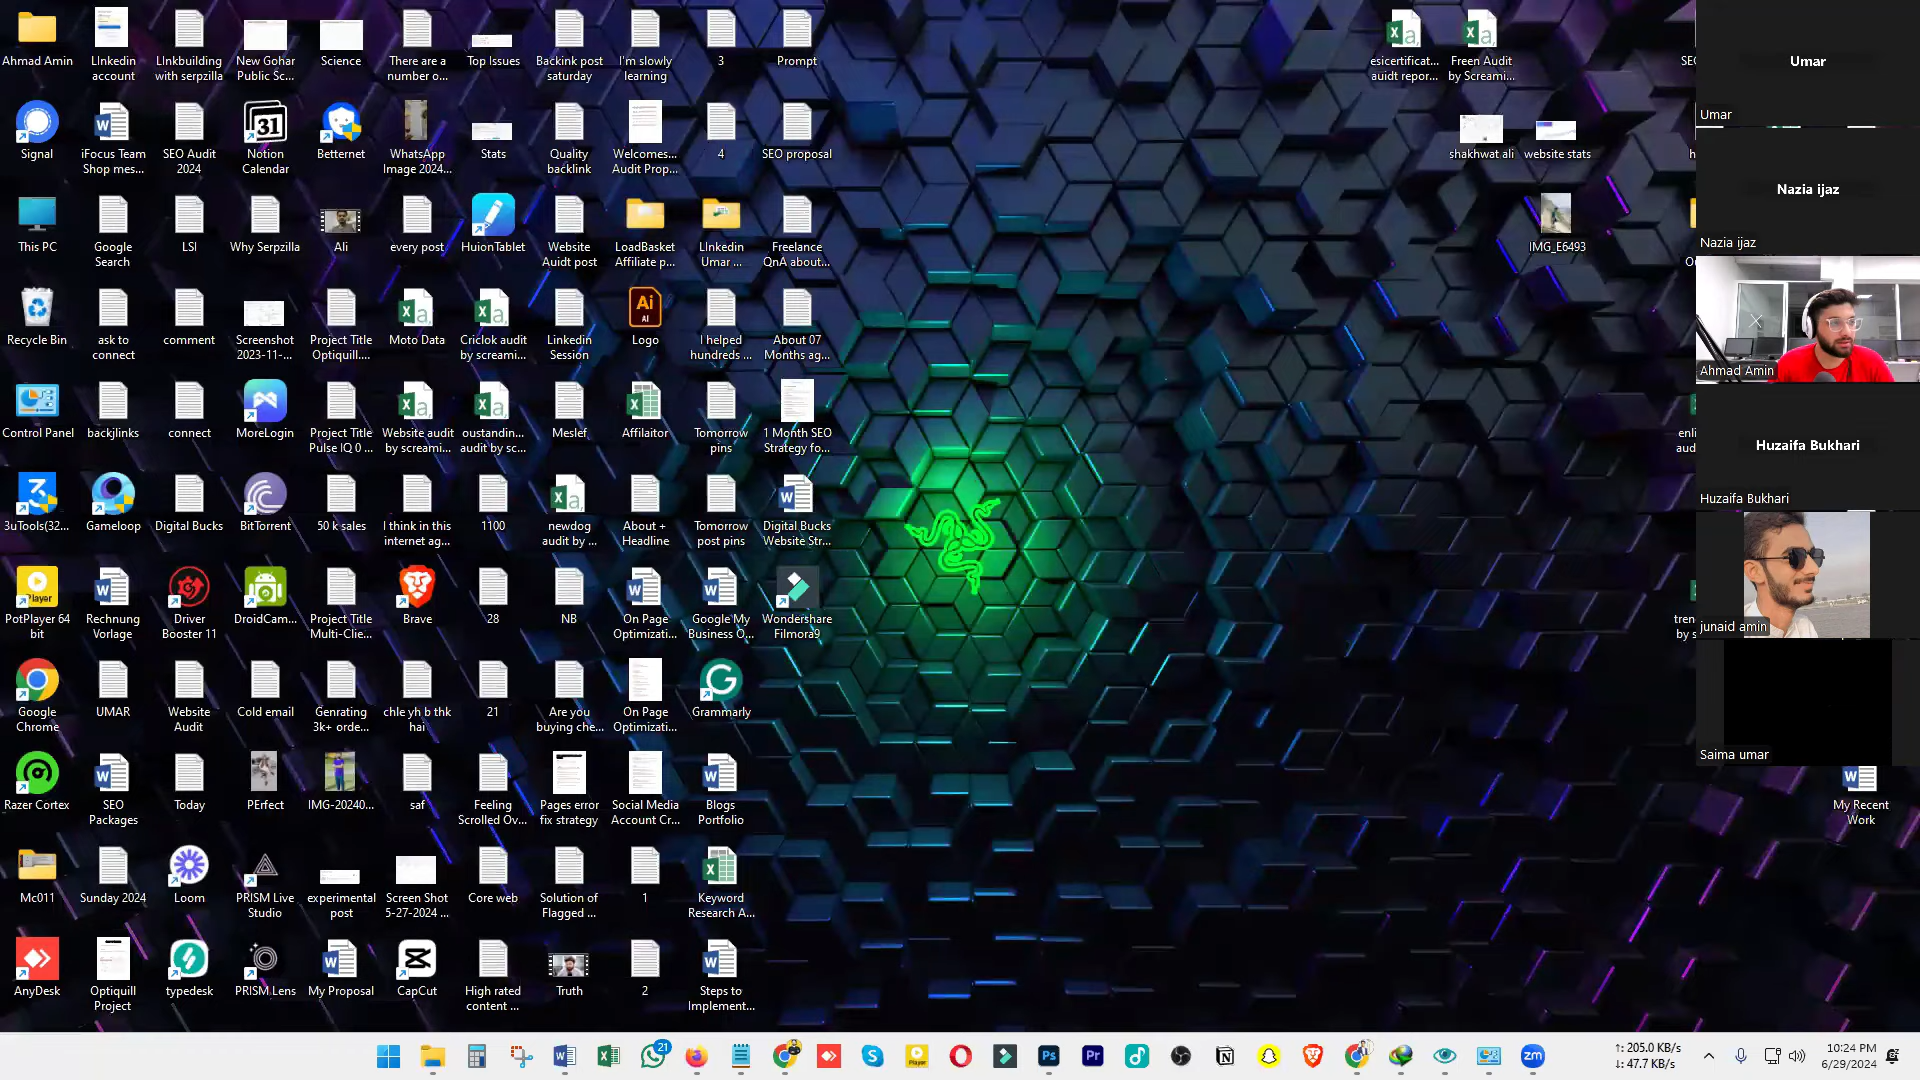 Ahmad Amin
LInkedin account
LInkbuilding with serpzilla
New Gohar Public Sc...
Science
There are a number o...
Top Issues
Backink post saturday
I'm slowly learning
3
Prompt
esicertificat... auidt repor...
Freen Audit by Screami...
Signal
iFocus Team Shop mes...
SEO Audit 2024
31
Notion Calendar
Betternet
WhatsApp Image 2024...
Stats
Quality backlink
Welcomes... Audit Prop...
4
SEO proposal
shakhwat ali
website stats
This PC
Google Search
LSI
Why Serpzilla
Ali
every post
HuionTablet
Website Auidt post
LoadBasket Affiliate p...
LInkedin Umar ...
Freelance QnA about...
IMG_E6493
Recycle Bin
ask to connect
comment
Screenshot 2023-11-...
Project Title Optiquill....
Moto Data
Criclok audit by screami...
Linkedin Session
Ai
AI
Logo
I helped hundreds ...
About 07 Months ag...
Control Panel
backjlinks
connect
MoreLogin
Project Title Pulse IQ 0 ...
Website audit by screami...
oustandin... audit by sc...
Meslef
Affilaitor
Tomorrow pins
1 Month SEO Strategy fo...
3uTools(32...
Gameloop
Digital Bucks
BitTorrent
50 k sales
I think in this internet ag...
1100
newdog audit by ...
About + Headline
Tomorrow post pins
Digital Bucks Website Str...
PotPlayer 64 bit
Rechnung Vorlage
Driver Booster 11
DroidCam...
Project Title Multi-Clie...
Brave
28
NB
On Page Optimizati...
Google My Business O...
Wondershare Filmora9
Google Chrome
UMAR
Website Audit
Cold email
Genrating 3k+ orde...
chle yh b thk hai
21
Are you buying che...
On Page Optimizati...
Grammarly
Razer Cortex
SEO Packages
Today
PErfect
IMG-20240...
saf
Feeling Scrolled Ov...
Pages error fix strategy
Social Media Account Cr...
Blogs Portfolio
My Recent Work
Mc011
Sunday 2024
Loom
PRISM Live Studio
experimental post
Screen Shot 5-27-2024 ...
Core web
Solution of Flagged ...
1
Keyword Research A...
AnyDesk
Optiquill Project
typedesk
PRISM Lens
My Proposal
CapCut
High rated content ...
Truth
2
Steps to Implement...
Umar
Umar
Nazia ijaz
Nazia ijaz
Ahmad Amin
Huzaifa Bukhari
Huzaifa Bukhari
junaid amin
Saima umar
21
Ps
Pr
zm
↑: 205.0 KB/s
↓: 47.7 KB/s
10:24 PM
6/29/2024